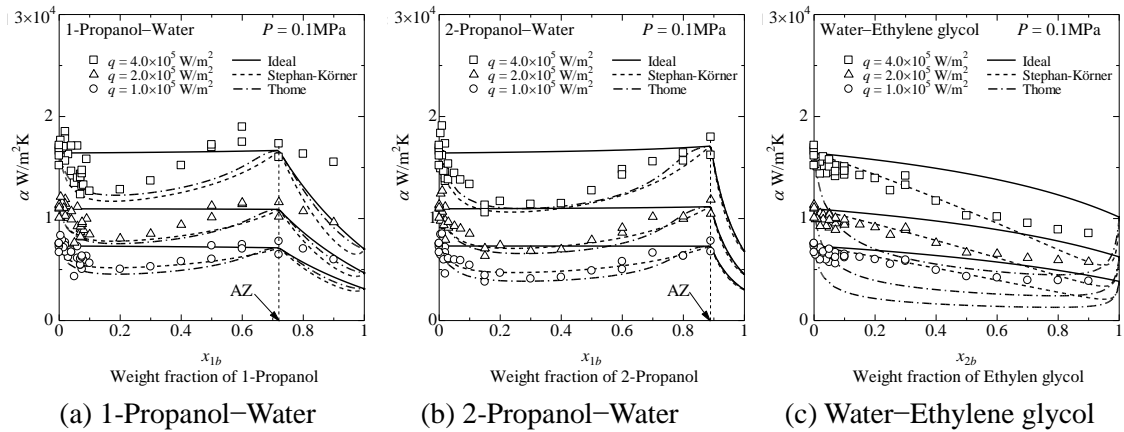 3×10⁴
1-Propanol−Water
P = 0.1MPa
q = 4.0×10⁵ W/m²
q = 2.0×10⁵ W/m²
q = 1.0×10⁵ W/m²
Ideal
Stephan-Körner
Thome
2
1
0
α W/m²K
AZ
0 0.2 0.4 0.6 0.8 1
x1b
Weight fraction of 1-Propanol
(a) 1-Propanol−Water
3×10⁴
2-Propanol−Water
P = 0.1MPa
q = 4.0×10⁵ W/m²
q = 2.0×10⁵ W/m²
q = 1.0×10⁵ W/m²
Ideal
Stephan-Körner
Thome
2
1
0
α W/m²K
AZ
0 0.2 0.4 0.6 0.8 1
x1b
Weight fraction of 2-Propanol
(b) 2-Propanol−Water
3×10⁴
Water−Ethylene glycol
P = 0.1MPa
q = 4.0×10⁵ W/m²
q = 2.0×10⁵ W/m²
q = 1.0×10⁵ W/m²
Ideal
Stephan-Körner
Thome
2
1
0
α W/m²K
0 0.2 0.4 0.6 0.8 1
x2b
Weight fraction of Ethylen glycol
(c) Water−Ethylene glycol